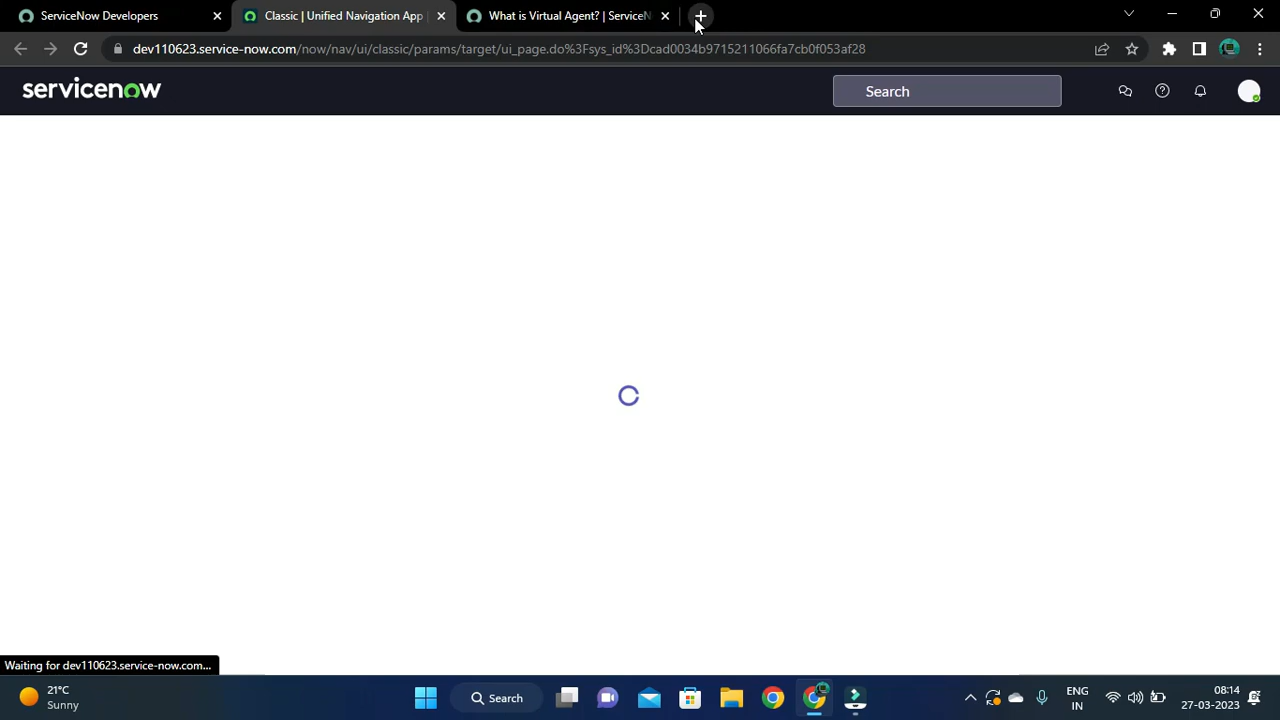 ServiceNow Developers
Classic | Unified Navigation App
What is Virtual Agent? | ServiceN
dev110623.service-now.com/now/nav/ui/classic/params/target/ui_page.do%3Fsys_id%3Dcad0034b9715211066fa7cb0f053af28
servicenow
Search
Waiting for dev110623.service-now.com...
21°C
Sunny
Search
ENG
IN
08:14
27-03-2023